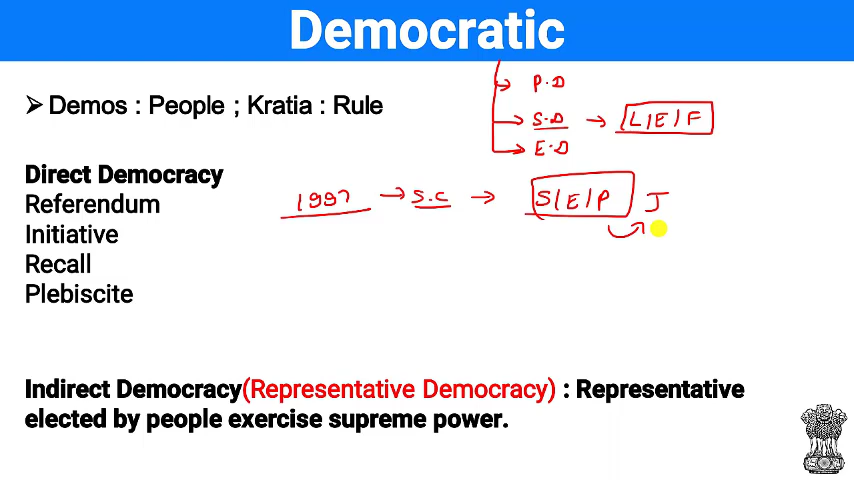 Democratic
P.D
➢ Demos : People ; Kratia : Rule
S.D → L/E/F
E.D
Direct Democracy
Referendum
1997 → S.C → S/E/P J
Initiative
Recall
Plebiscite
Indirect Democracy(Representative Democracy) : Representative
elected by people exercise supreme power.